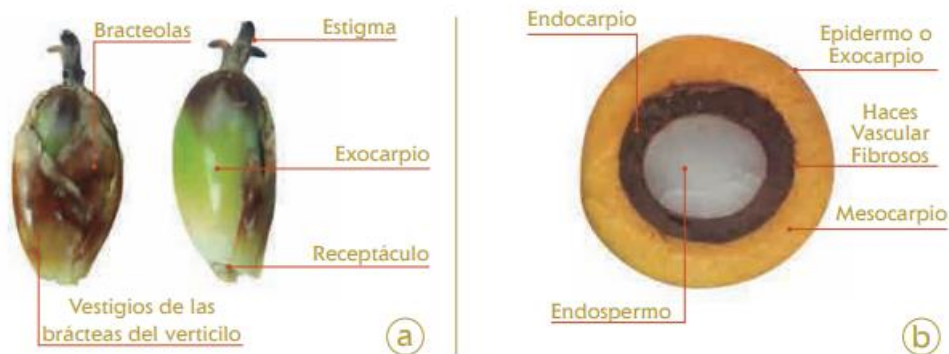 Bracteolas
Estigma
Exocarpio
Receptáculo
Vestigios de las
brácteas del verticilo
a
Endocarpio
Epidermo o
Exocarpio
Haces
Vascular
Fibrosos
Mesocarpio
Endospermo
b